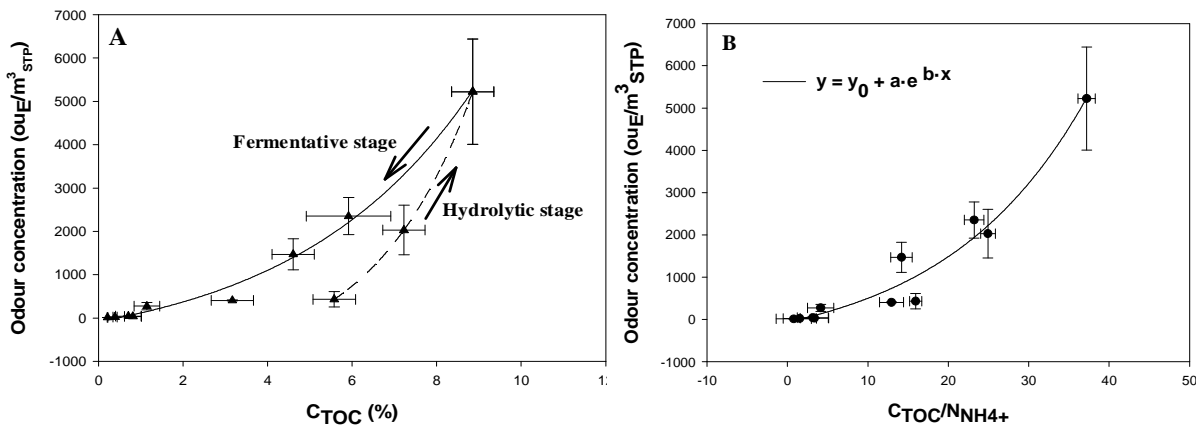 A
Odour concentration (ouE/m3STP)
7000
6000
5000
4000
3000
2000
1000
0
-1000
Fermentative stage
Hydrolytic stage
0 2 4 6 8 10
CTOC (%)
B
y = y0 + a·e b·x
Odour concentration (ouE/m3STP)
7000
6000
5000
4000
3000
2000
1000
0
-1000
-10 0 10 20 30 40 50
CTOC/NNH4+